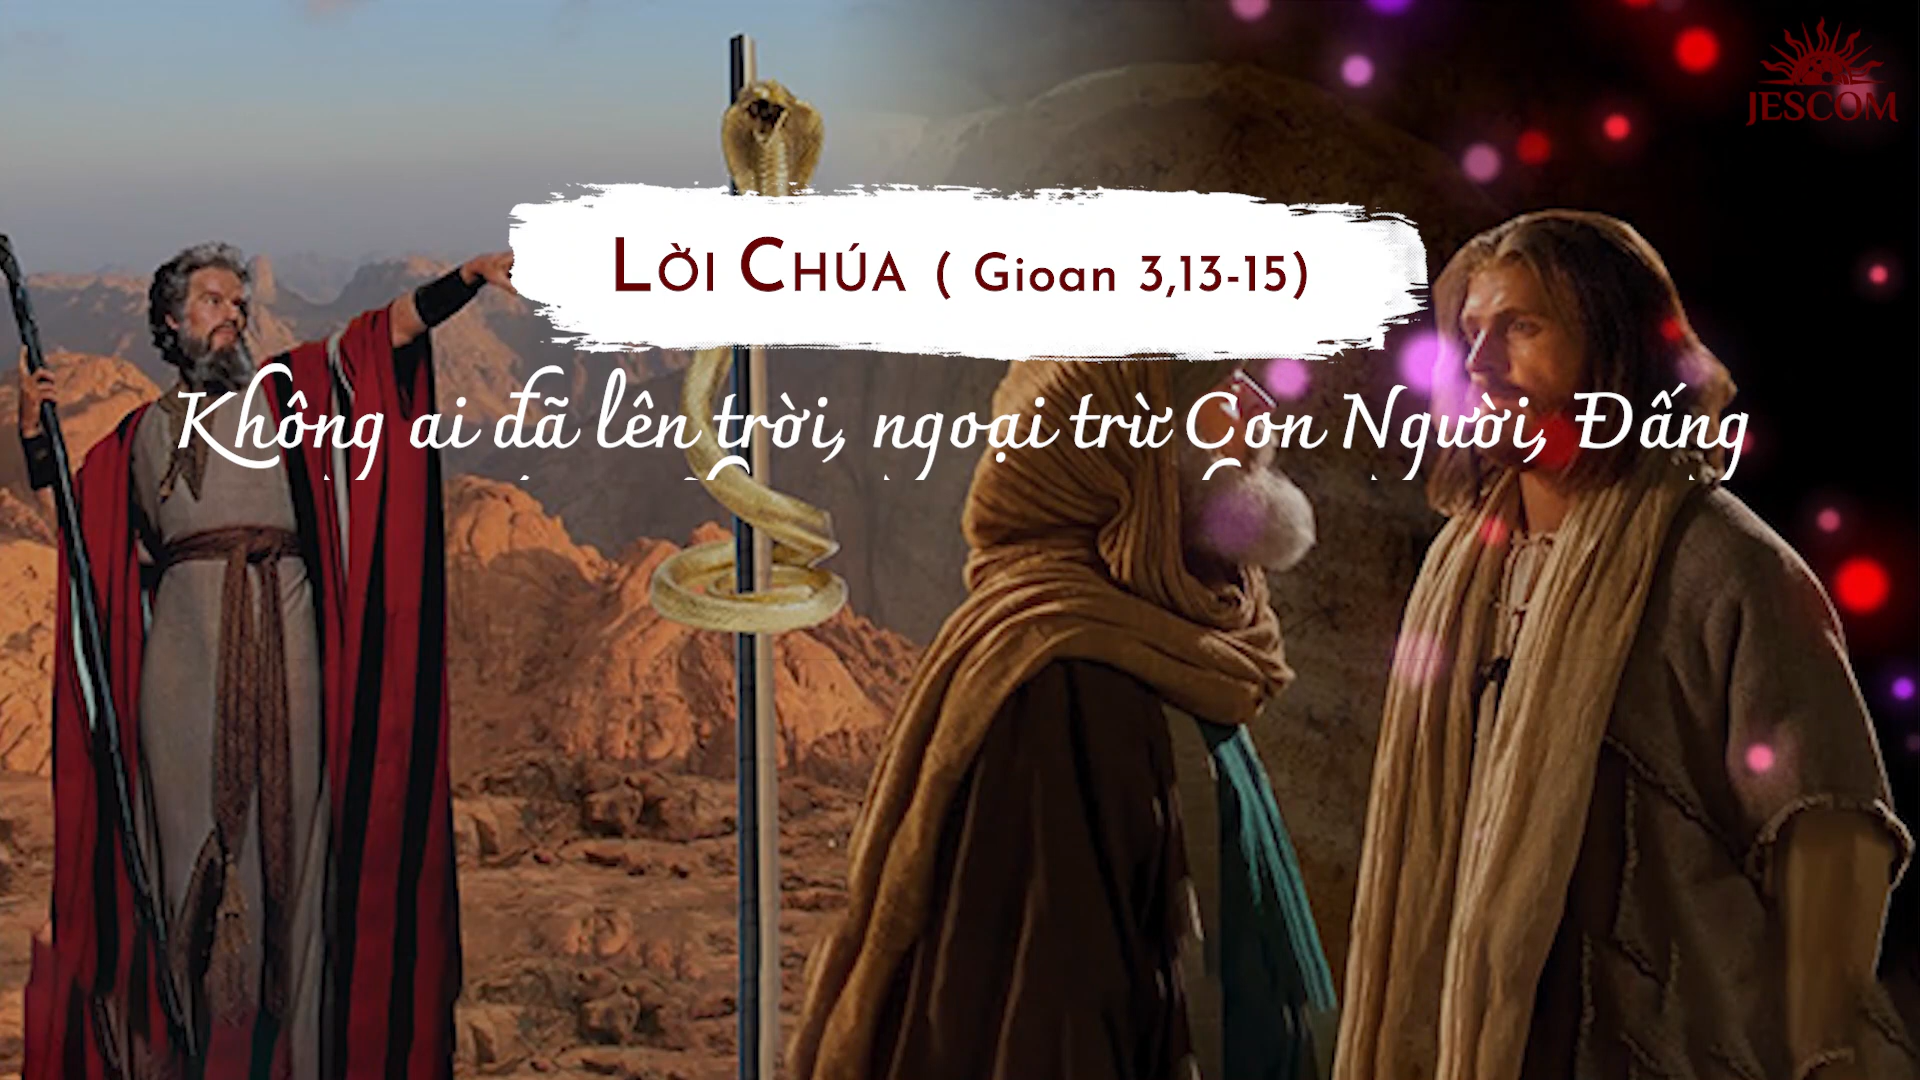 JESCOM
LỜI CHÚA ( Gioan 3,13-15)
Không ai đã lên trời, ngoại trừ Con Người, Đấng